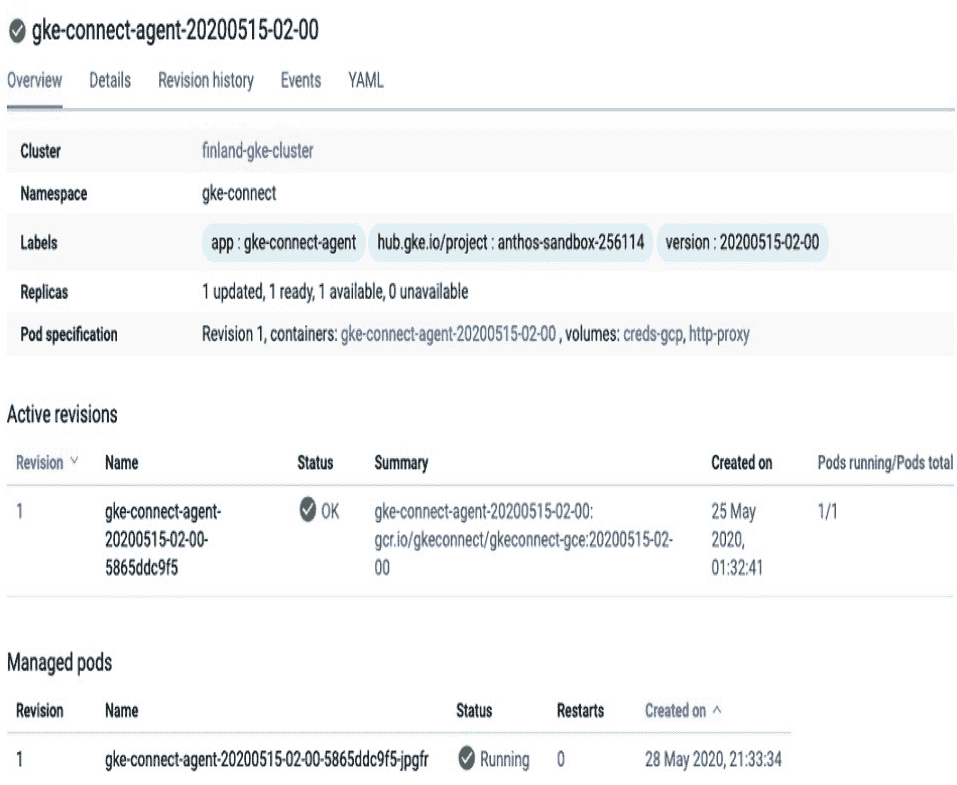 gke-connect-agent-20200515-02-00
Overview Details Revision history Events YAML
Cluster finland-gke-cluster
Namespace gke-connect
Labels app : gke-connect-agent hub.gke.io/project : anthos-sandbox-256114 version : 20200515-02-00
Replicas 1 updated, 1 ready, 1 available, 0 unavailable
Pod specification Revision 1, containers: gke-connect-agent-20200515-02-00 , volumes: creds-gcp, http-proxy
Active revisions
Revision Name Status Summary Created on Pods running/Pods total
1 gke-connect-agent- OK gke-connect-agent-20200515-02-00: 25 May 1/1
20200515-02-00- gcr.io/gkeconnect/gkeconnect-gce:20200515-02- 2020,
5865ddc9f5 00 01:32:41
Managed pods
Revision Name Status Restarts Created on
1 gke-connect-agent-20200515-02-00-5865ddc9f5-jpgfr Running 0 28 May 2020, 21:33:34